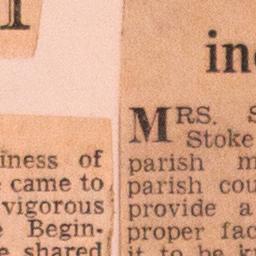 iness of
came to
vigorous
Begin-
shared
in
MRS. S
Stoke
parish m
parish cou
provide a
proper fac
it to be kn